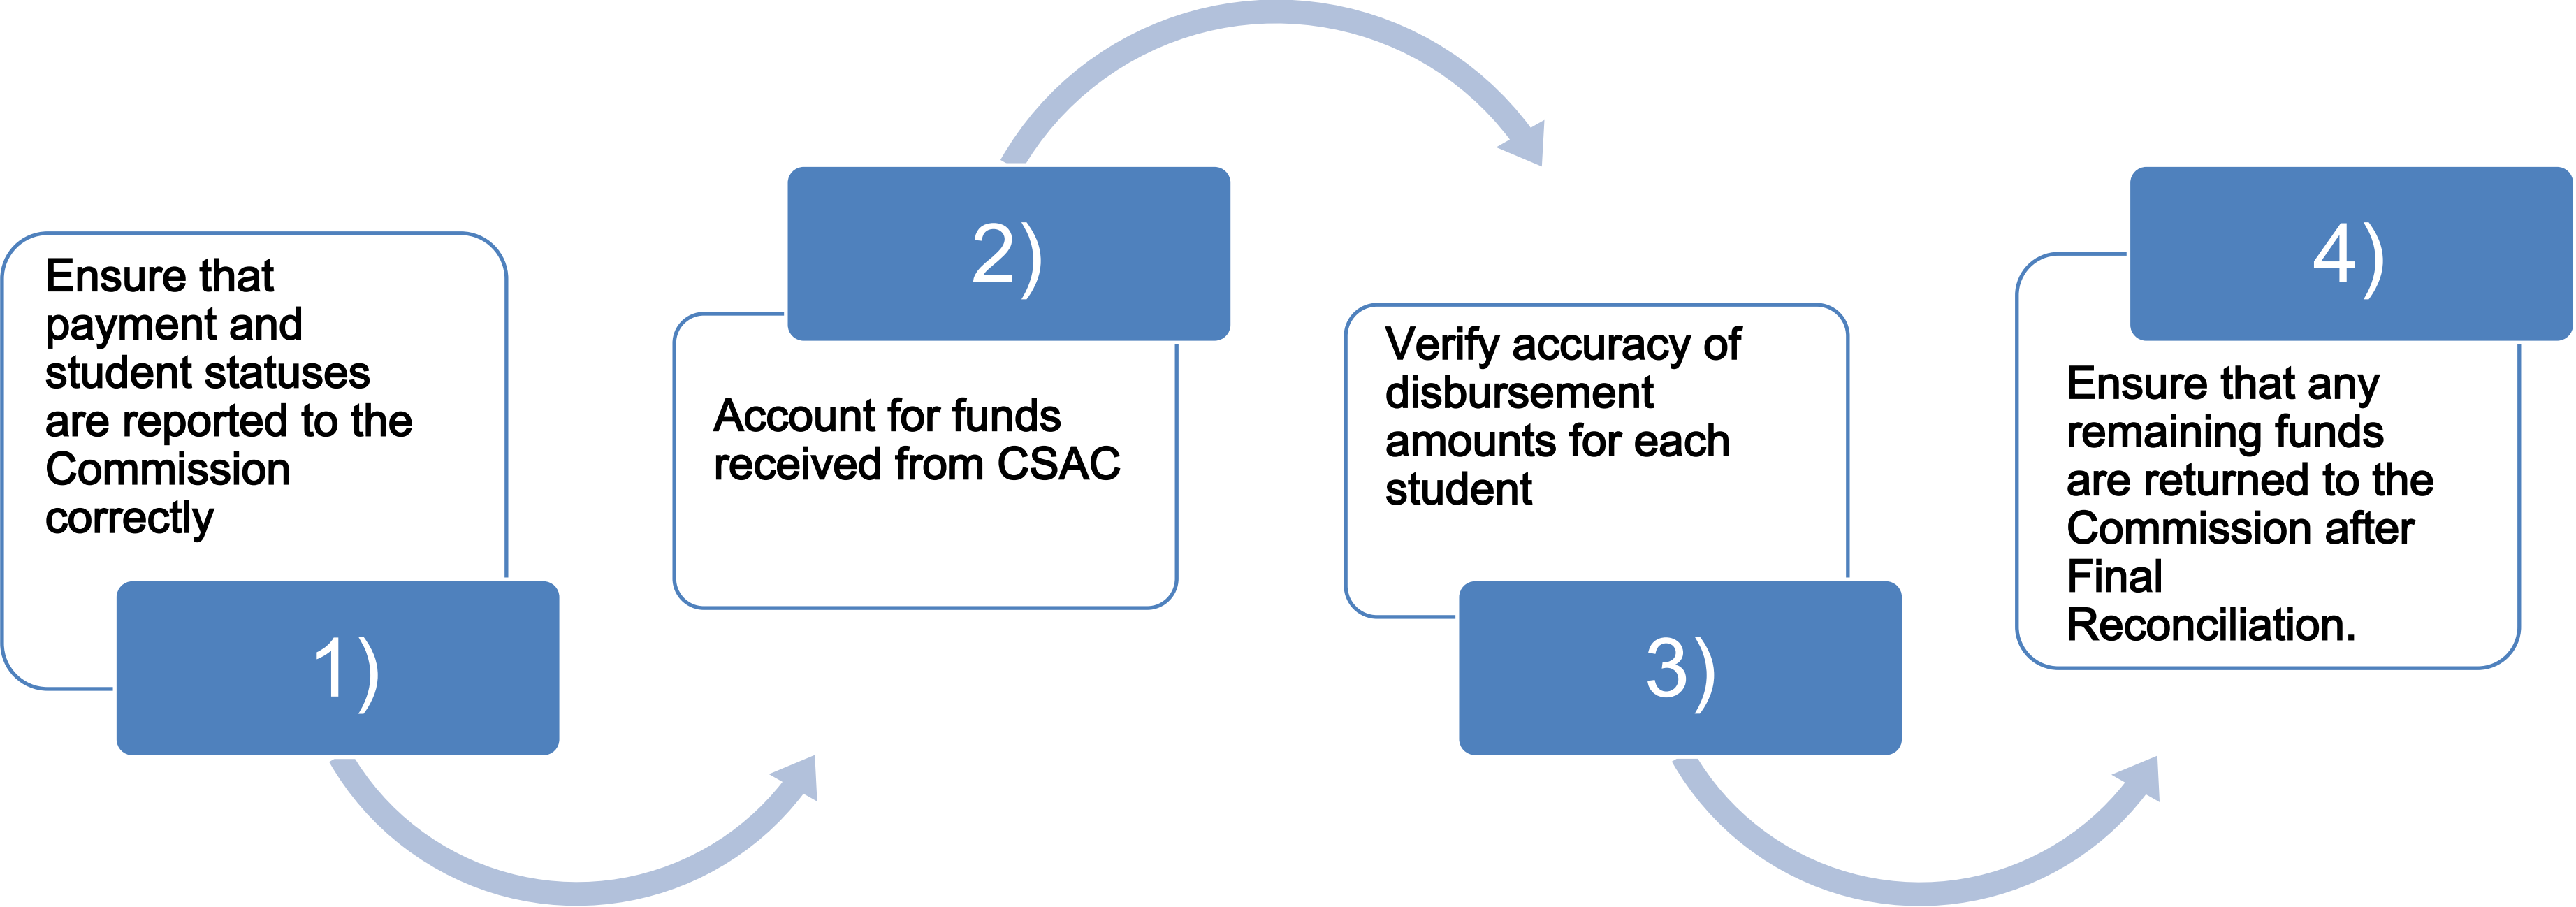 Ensure that
payment and
student statuses
are reported to the
Commission
correctly
1)
2)
Account for funds
received from CSAC
Verify accuracy of
disbursement
amounts for each
student
3)
4)
Ensure that any
remaining funds
are returned to the
Commission after
Final
Reconciliation.